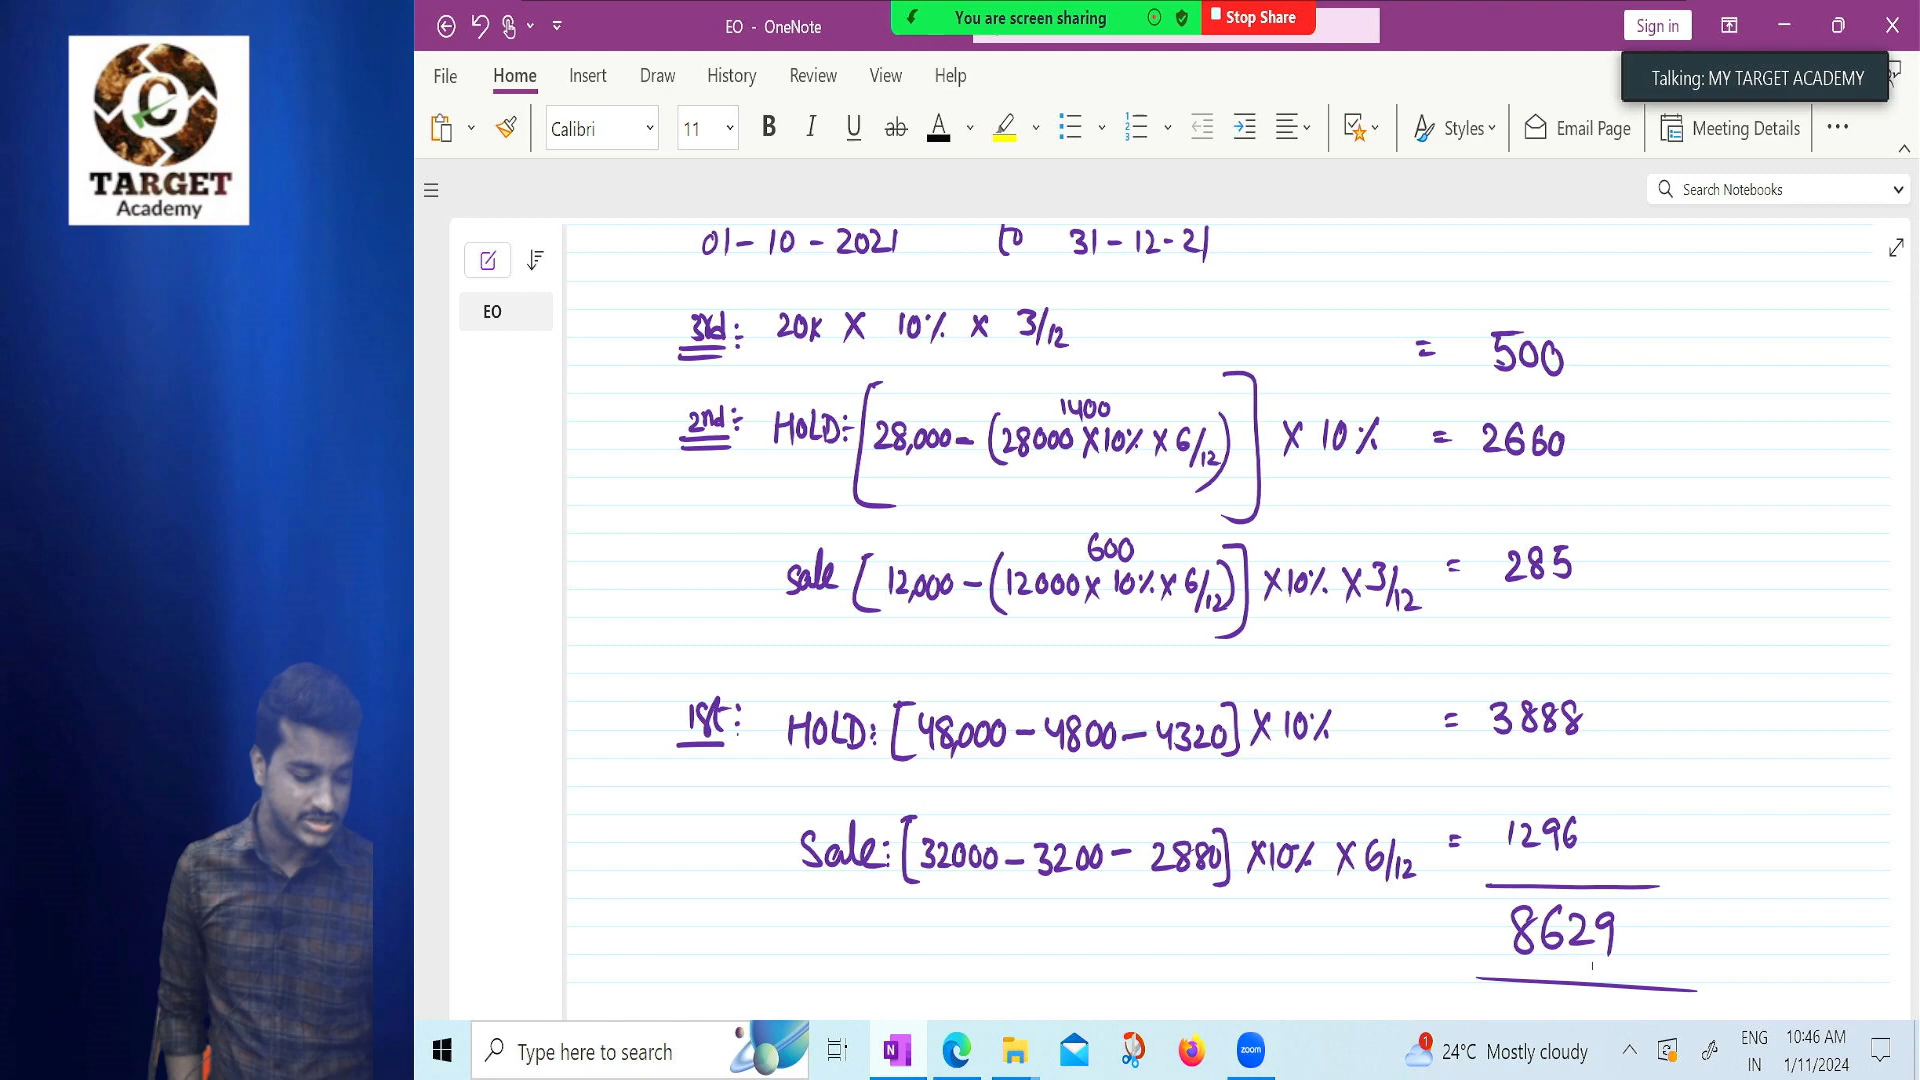 C
TARGET
Academy
EO - OneNote
You are screen sharing
Stop Share
Sign in
Talking: MY TARGET ACADEMY
File Home Insert Draw History Review View Help
Calibri 11 B I U ab A Styles Email Page Meeting Details
Search Notebooks
EO
01-10-2021 to 31-12-21
3rd:- 20K X 10% X 3/12 = 500
1400
2nd:- HOLD:- [28,000 - (28000 X 10% X 6/12)] X 10% = 2660
600
Sale [12,000 - (12000 X 10% X 6/12)] X 10% X 3/12 = 285
1st: HOLD: [48,000 - 4800 - 4320] X 10% = 3888
Sale: [32000 - 3200 - 2880] X 10% X 6/12 = 1296
8629
Type here to search
N
zoom
1
24°C Mostly cloudy
ENG
IN
10:46 AM
1/11/2024